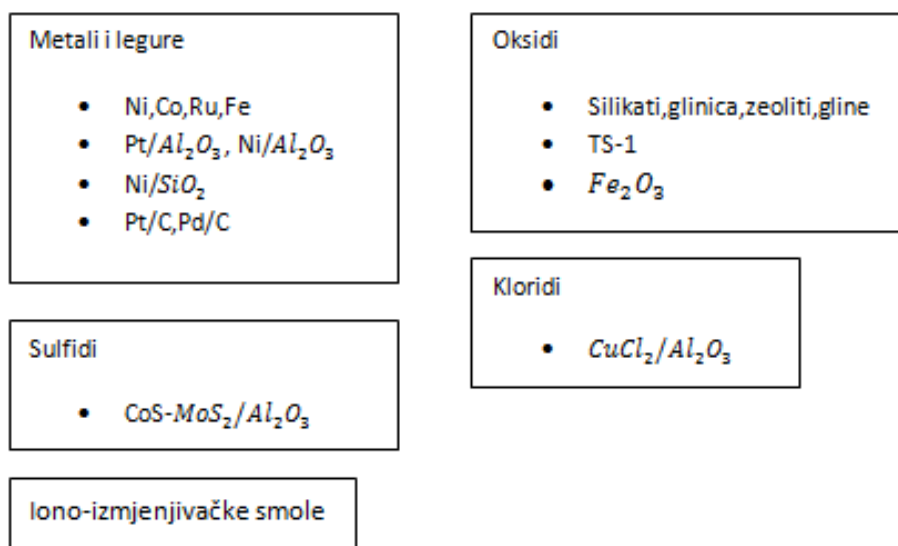 Metali i legure
• Ni,Co,Ru,Fe
• Pt/Al₂O₃, Ni/Al₂O₃
• Ni/SiO₂
• Pt/C,Pd/C
Oksidi
• Silikati,glinica,zeoliti,gline
• TS-1
• Fe₂O₃
Kloridi
• CuCl₂/Al₂O₃
Sulfidi
• CoS-MoS₂/Al₂O₃
Iono-izmjenjivačke smole